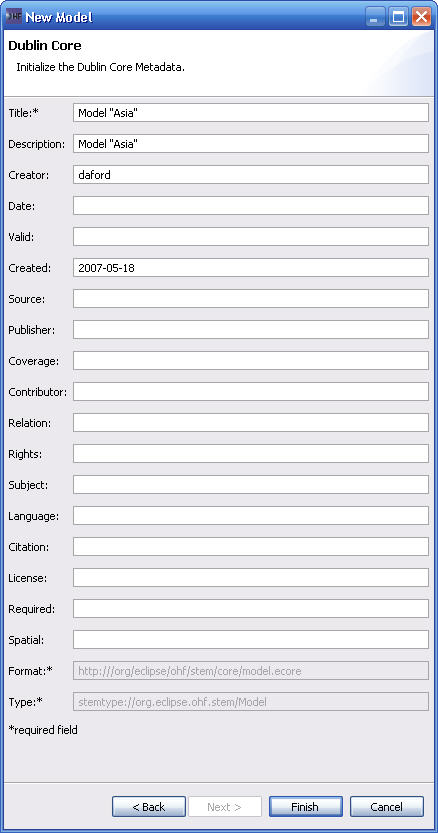 OHF New Model
Dublin Core
Initialize the Dublin Core Metadata.
Title:* Model "Asia"
Description: Model "Asia"
Creator: daford
Date:
Valid:
Created: 2007-05-18
Source:
Publisher:
Coverage:
Contributor:
Relation:
Rights:
Subject:
Language:
Citation:
License:
Required:
Spatial:
Format:* http:///org/eclipse/ohf/stem/core/model.ecore
Type:* stemtype://org.eclipse.ohf.stem/Model
*required field
< Back Next > Finish Cancel